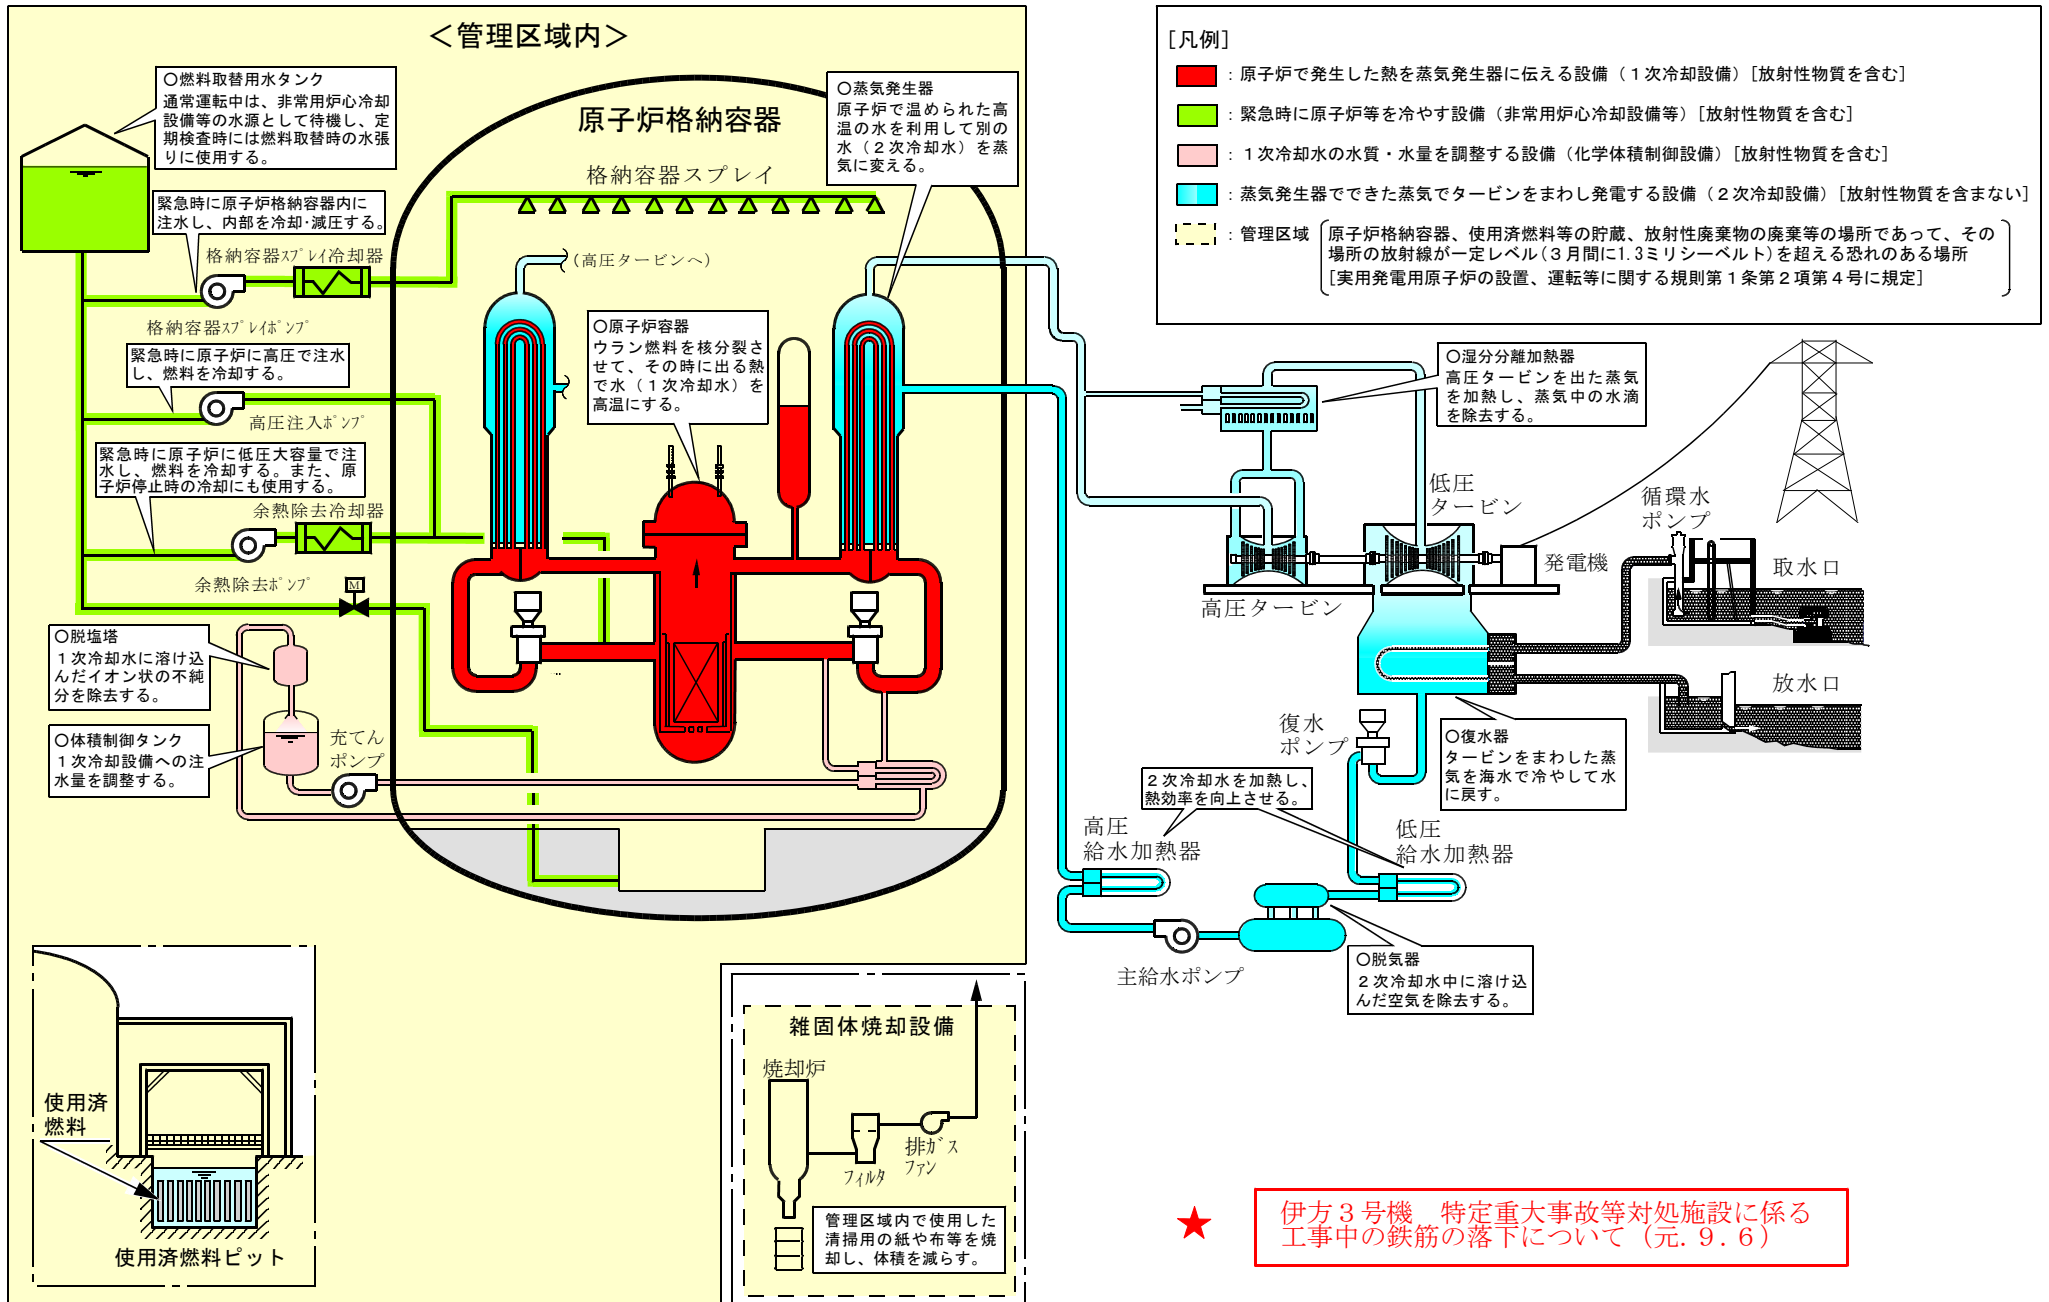 ＜管理区域内＞
○燃料取替用水タンク
通常運転中は、非常用炉心冷却
設備等の水源として待機し、定
期検査時には燃料取替時の水張
りに使用する。
緊急時に原子炉格納容器内に
注水し、内部を冷却･減圧する。
格納容器ｽﾌﾟﾚｲ冷却器
格納容器ｽﾌﾟﾚｲﾎﾟﾝﾌﾟ
緊急時に原子炉に高圧で注水
し、燃料を冷却する。
高圧注入ﾎﾟﾝﾌﾟ
緊急時に原子炉に低圧大容量で注
水し、燃料を冷却する。また、原
子炉停止時の冷却にも使用する。
余熱除去冷却器
余熱除去ﾎﾟﾝﾌﾟ
M
○脱塩塔
１次冷却水に溶け込
んだイオン状の不純
分を除去する。
○体積制御タンク
１次冷却設備への注
水量を調整する。
充てん
ポンプ
原子炉格納容器
格納容器スプレイ
（高圧タービンへ）
○原子炉容器
ウラン燃料を核分裂さ
せて、その時に出る熱
で水（１次冷却水）を
高温にする。
○蒸気発生器
原子炉で温められた高
温の水を利用して別の
水（２次冷却水）を蒸
気に変える。
［凡例］
：原子炉で発生した熱を蒸気発生器に伝える設備（１次冷却設備）［放射性物質を含む］
：緊急時に原子炉等を冷やす設備（非常用炉心冷却設備等）［放射性物質を含む］
：１次冷却水の水質・水量を調整する設備（化学体積制御設備）［放射性物質を含む］
：蒸気発生器でできた蒸気でタービンをまわし発電する設備（２次冷却設備）［放射性物質を含まない］
：管理区域
原子炉格納容器、使用済燃料等の貯蔵、放射性廃棄物の廃棄等の場所であって、その
場所の放射線が一定レベル(３月間に1.3ミリシーベルト)を超える恐れのある場所
［実用発電用原子炉の設置、運転等に関する規則第１条第２項第４号に規定］
○湿分分離加熱器
高圧タービンを出た蒸気
を加熱し、蒸気中の水滴
を除去する。
低圧
タービン
高圧タービン
発電機
循環水
ポンプ
取水口
放水口
復水
ポンプ
○復水器
タービンをまわした蒸
気を海水で冷やして水
に戻す。
２次冷却水を加熱し、
熱効率を向上させる。
高圧
給水加熱器
低圧
給水加熱器
主給水ポンプ
○脱気器
２次冷却水中に溶け込
んだ空気を除去する。
使用済
燃料
使用済燃料ピット
雑固体焼却設備
焼却炉
フィルタ
排ｶﾞｽ
ファン
管理区域内で使用した
清掃用の紙や布等を焼
却し、体積を減らす。
★
伊方３号機　特定重大事故等対処施設に係る
工事中の鉄筋の落下について（元．９．６）